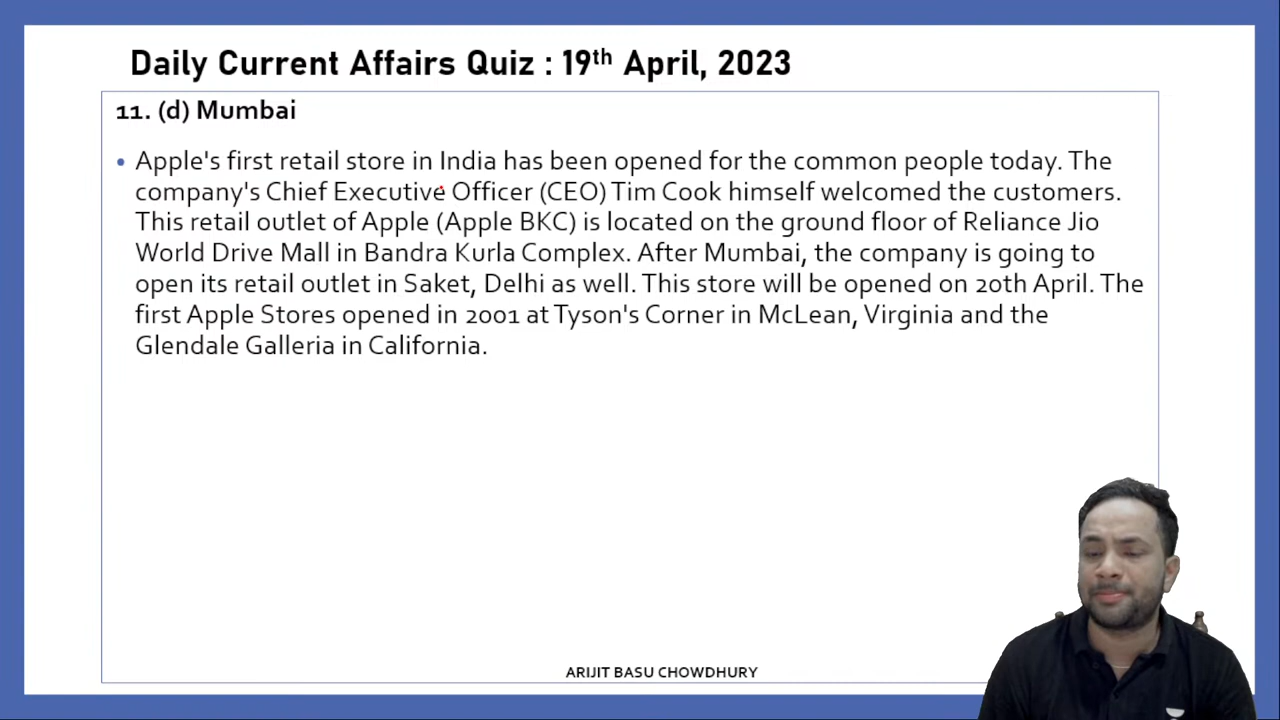 Daily Current Affairs Quiz : 19th April, 2023
11. (d) Mumbai
• Apple's first retail store in India has been opened for the common people today. The
company's Chief Executive Officer (CEO) Tim Cook himself welcomed the customers.
This retail outlet of Apple (Apple BKC) is located on the ground floor of Reliance Jio
World Drive Mall in Bandra Kurla Complex. After Mumbai, the company is going to
open its retail outlet in Saket, Delhi as well. This store will be opened on 20th April. The
first Apple Stores opened in 2001 at Tyson's Corner in McLean, Virginia and the
Glendale Galleria in California.
ARIJIT BASU CHOWDHURY